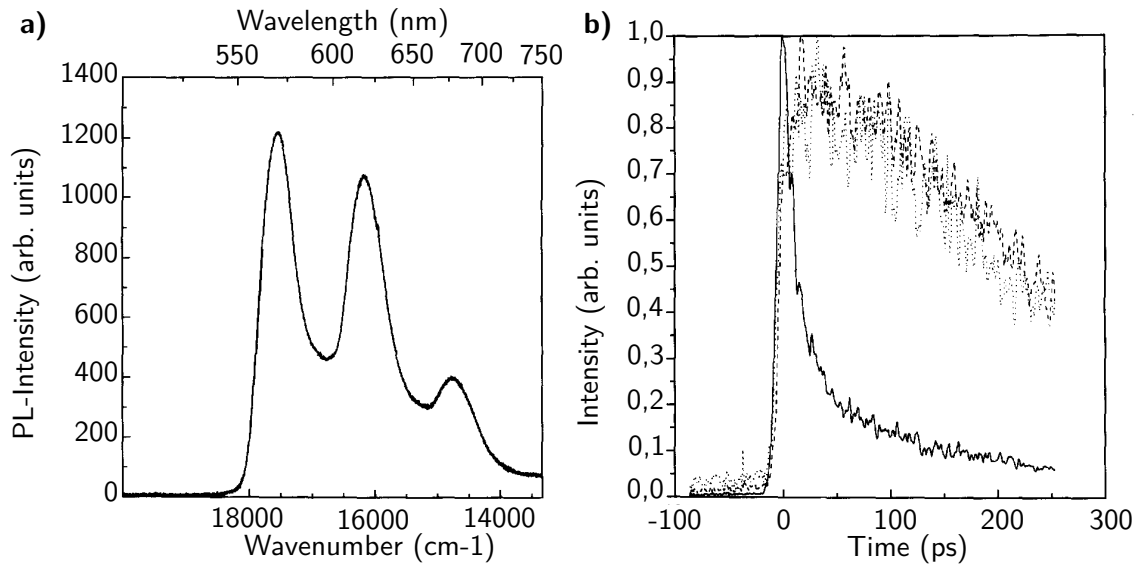 a)
Wavelength (nm)
550 600 650 700 750
1400
1200
1000
800
600
400
200
0
PL-Intensity (arb. units)
18000 16000 14000
Wavenumber (cm-1)
b)
1,0
0,9
0,8
0,7
0,6
0,5
0,4
0,3
0,2
0,1
0,0
Intensity (arb. units)
-100 0 100 200 300
Time (ps)